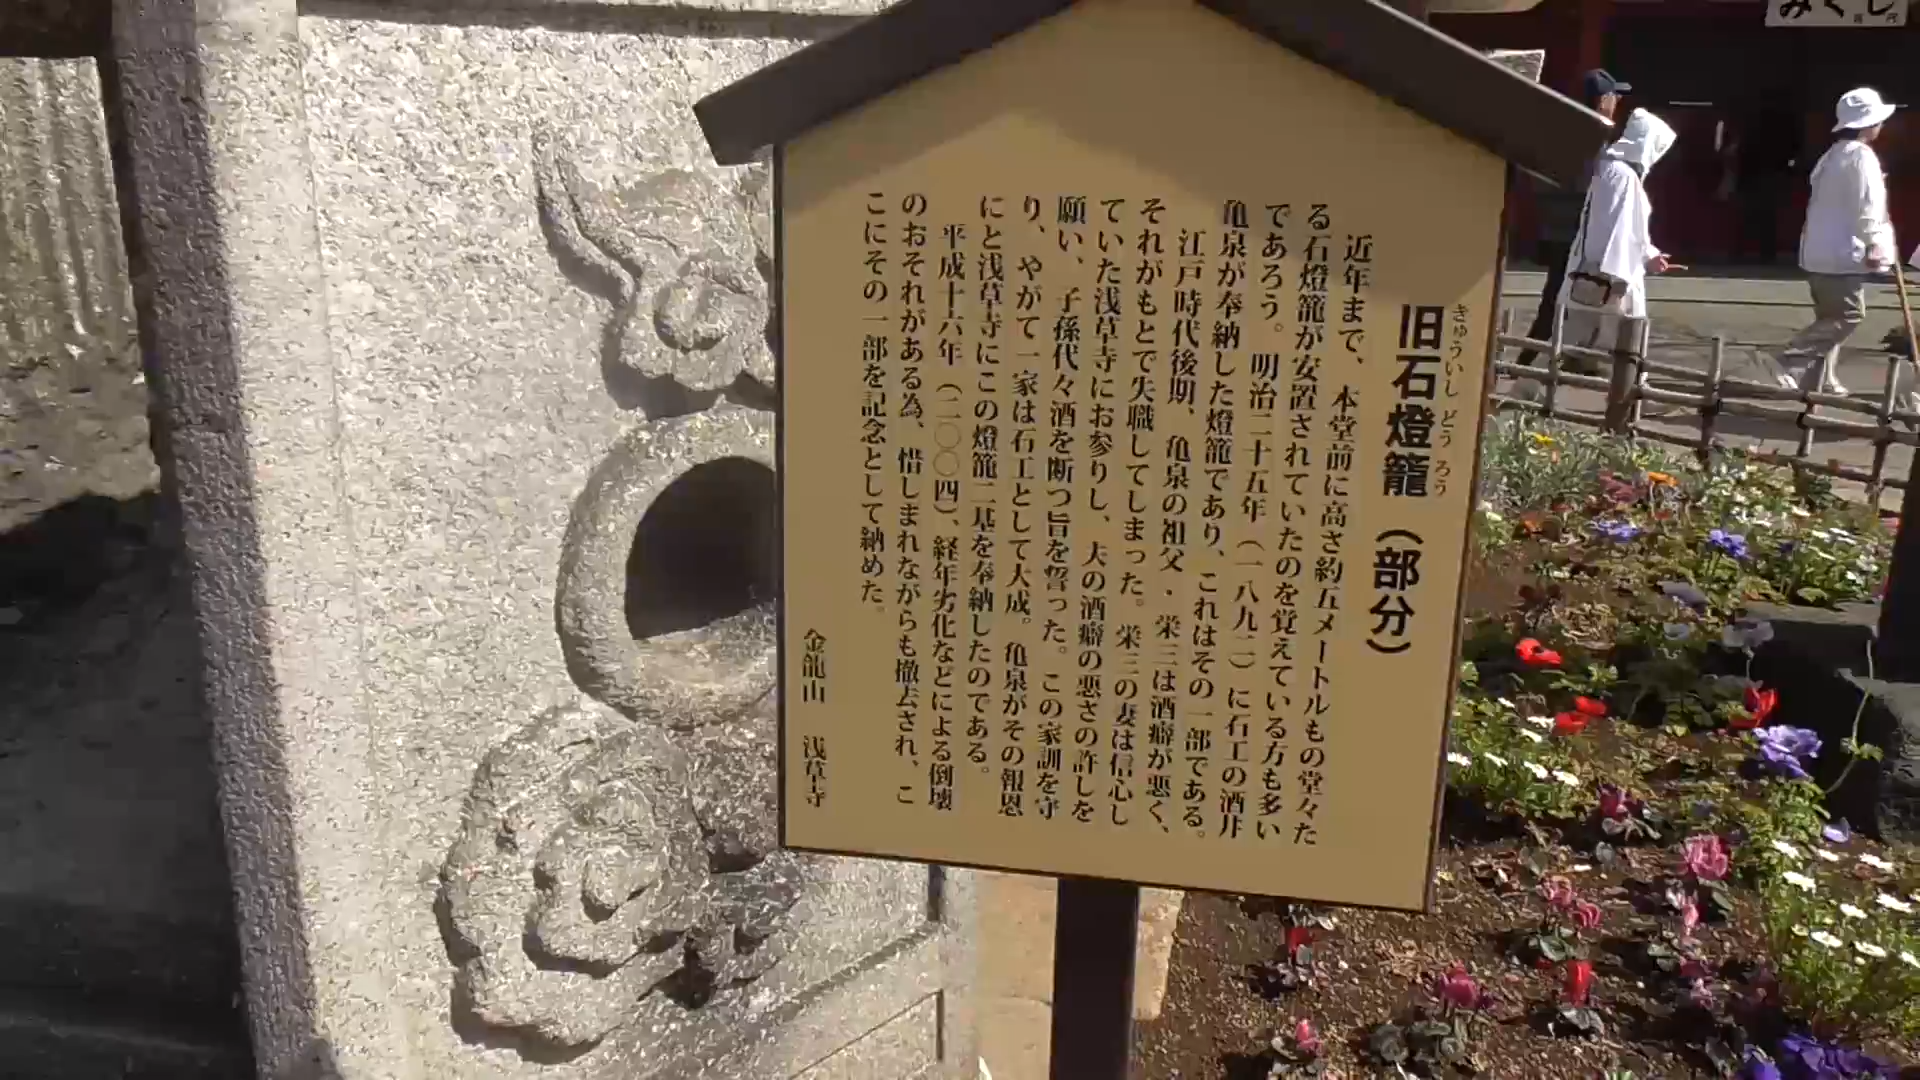 旧石燈籠（部分）
きゅういし どう ろう
近年まで、本堂前に高さ約五メートルもの堂々た
る石燈籠が安置されていたのを覚えている方も多い
であろう。明治二十五年（一八九二）に石工の酒井
亀泉が奉納した燈籠であり、これはその一部である。
江戸時代後期、亀泉の祖父・栄三は酒癖が悪く、
それがもとで失職してしまった。栄三の妻は信心し
ていた浅草寺にお参りし、夫の酒癖の悪さの許しを
願い、子孫代々酒を断つ旨を誓った。この家訓を守
り、やがて一家は石工として大成。亀泉がその報恩
にと浅草寺にこの燈籠二基を奉納したのである。
平成十六年（二〇〇四）、経年劣化などによる倒壊
のおそれがある為、惜しまれながらも撤去され、こ
こにその一部を記念として納めた。
金龍山 浅草寺
みくじ